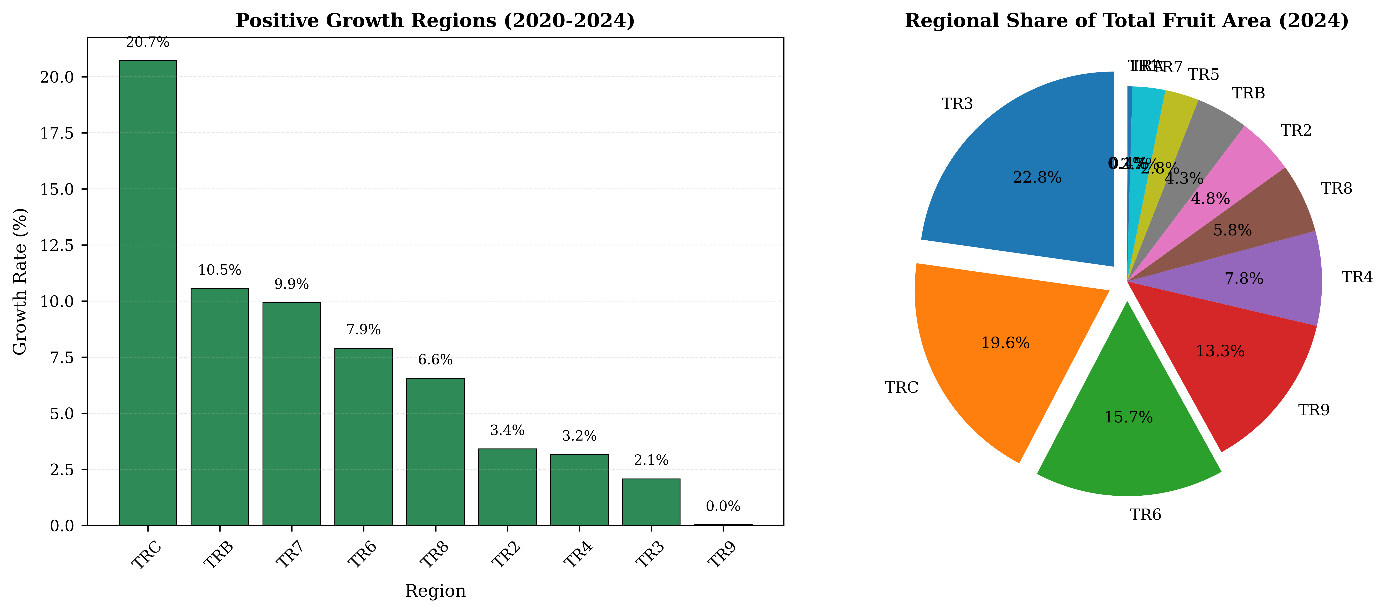 Positive Growth Regions (2020-2024)
Growth Rate (%)
20.0
17.5
15.0
12.5
10.0
7.5
5.0
2.5
0.0
20.7%
10.5%
9.9%
7.9%
6.6%
3.4%
3.2%
2.1%
0.0%
TRC
TRB
TR7
TR6
TR8
TR2
TR4
TR3
TR9
Region
Regional Share of Total Fruit Area (2024)
TR3
22.8%
TRC
19.6%
TR6
15.7%
TR9
13.3%
TR4
7.8%
TR8
5.8%
TR2
4.8%
TRB
4.3%
TR5
2.8%
TR7